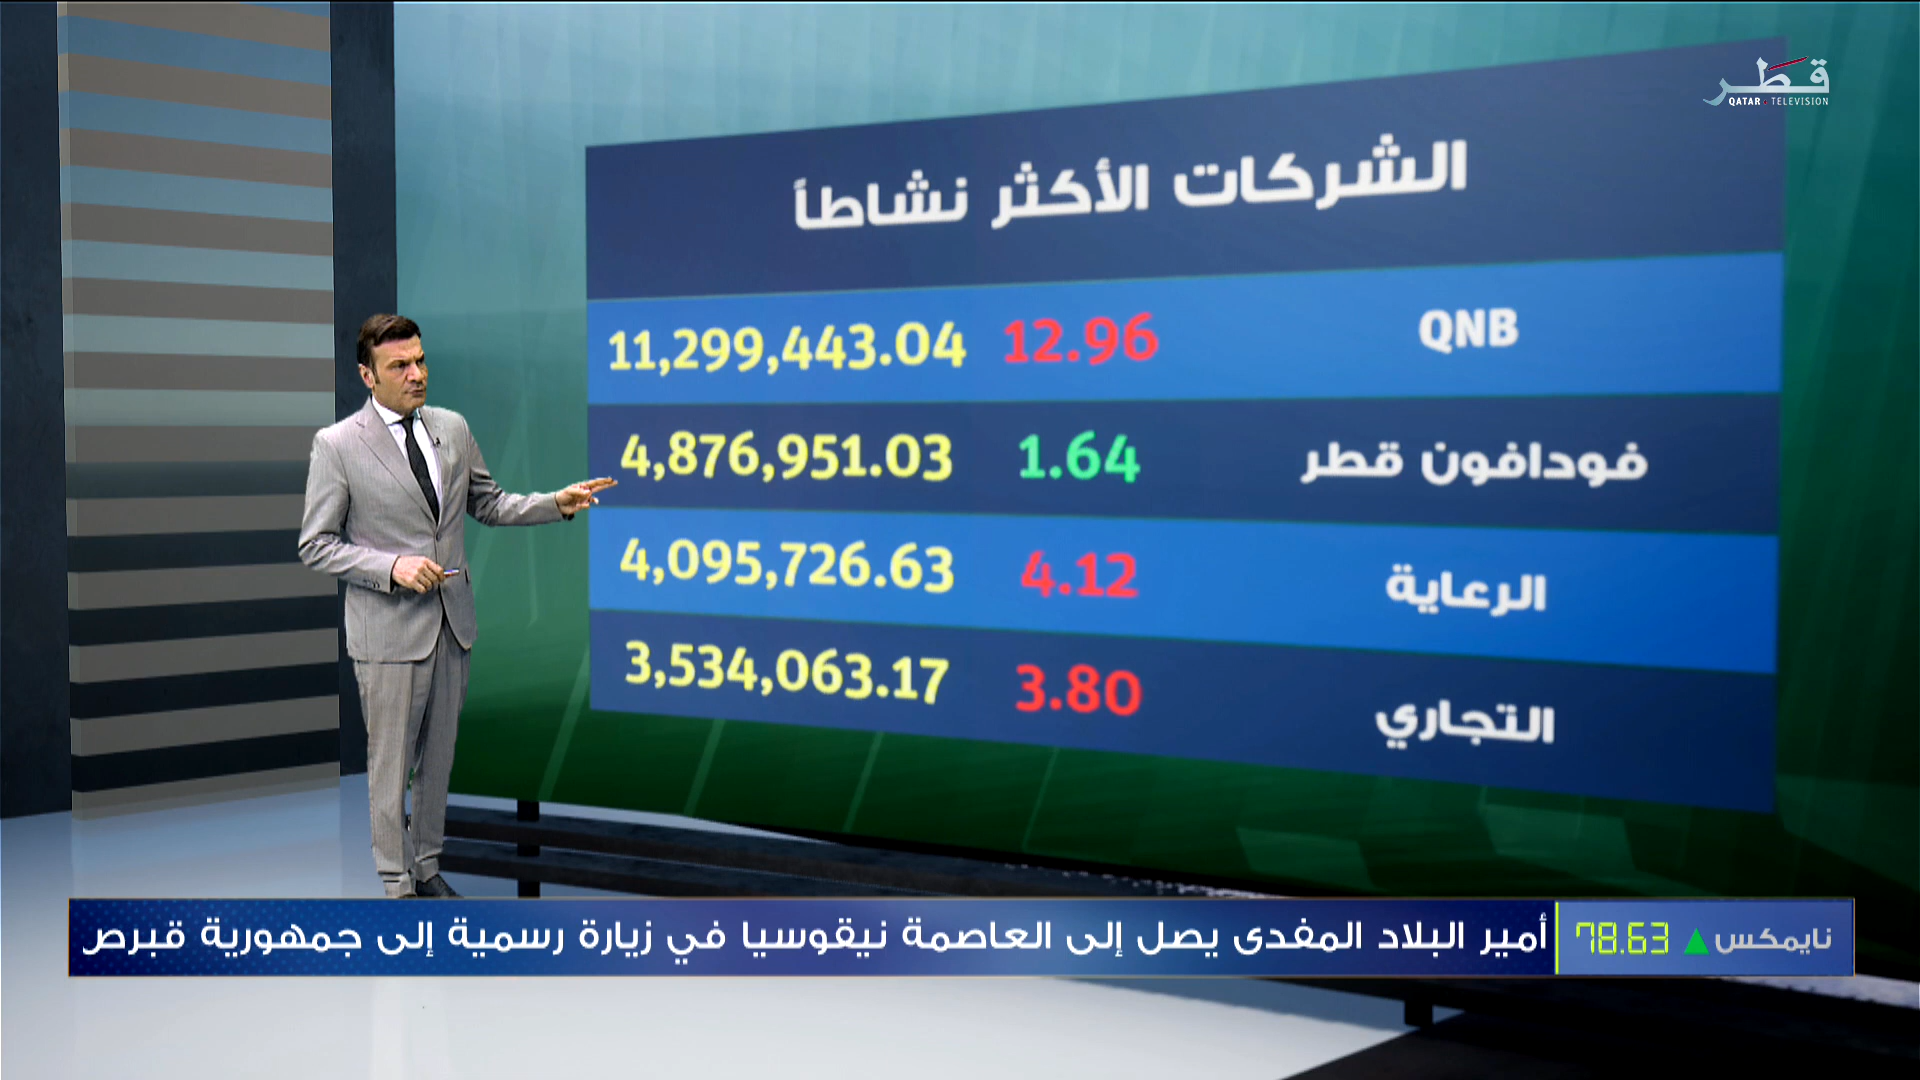 قطر
QATAR TELEVISION
الشركات الأكثر نشاطاً
QNB 12.96 11,299,443.04
فودافون قطر 1.64 4,876,951.03
الرعاية 4.12 4,095,726.63
التجاري 3.80 3,534,063.17
نايمكس ▲ 78.63 أمير البلاد المفدى يصل إلى العاصمة نيقوسيا في زيارة رسمية إلى جمهورية قبرص